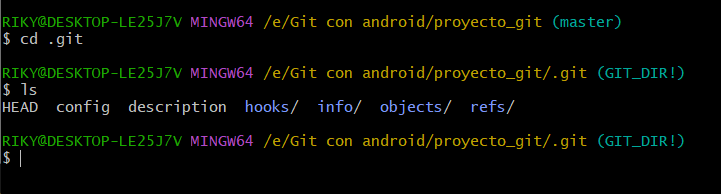 RIKY@DESKTOP-LE25J7V MINGW64 /e/Git con android/proyecto_git (master)
$ cd .git
RIKY@DESKTOP-LE25J7V MINGW64 /e/Git con android/proyecto_git/.git (GIT_DIR!)
$ ls
HEAD  config  description  hooks/  info/  objects/  refs/
RIKY@DESKTOP-LE25J7V MINGW64 /e/Git con android/proyecto_git/.git (GIT_DIR!)
$